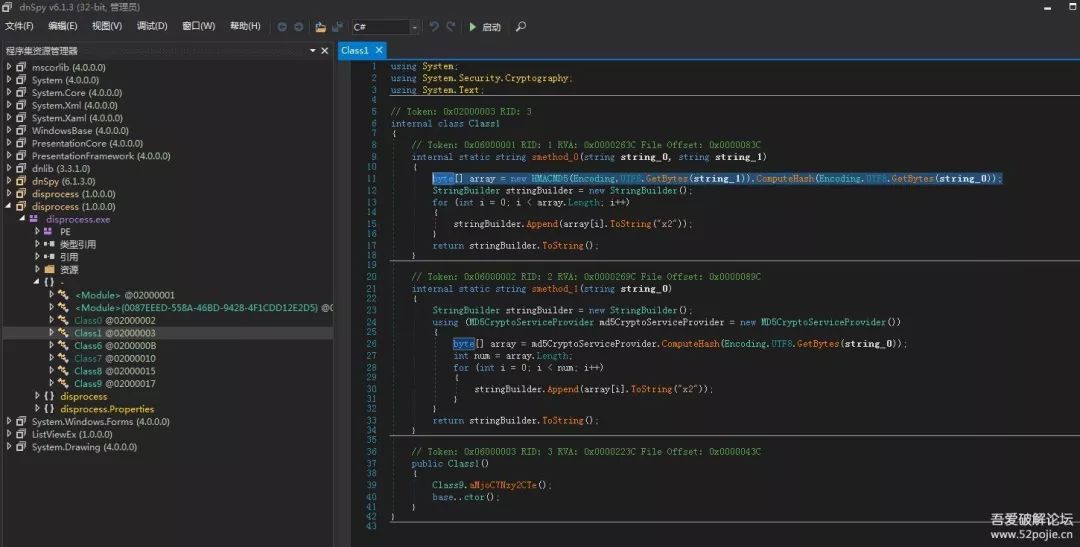 dnSpy v6.1.3 (32-bit, 管理员)
文件(F) 编辑(E) 视图(V) 调试(D) 窗口(W) 帮助(H) C# 启动
程序集资源管理器
mscorlib (4.0.0.0)
System (4.0.0.0)
System.Core (4.0.0.0)
System.Xml (4.0.0.0)
System.Xaml (4.0.0.0)
WindowsBase (4.0.0.0)
PresentationCore (4.0.0.0)
PresentationFramework (4.0.0.0)
dnlib (3.3.1.0)
dnSpy (6.1.3.0)
disprocess (1.0.0.0)
disprocess (1.0.0.0)
disprocess.exe
PE
类型引用
引用
资源
{ } -
<Module> @02000001
<Module>{0087EEED-558A-46BD-9428-4F1CDD12E2D5} @0
Class0 @02000002
Class1 @02000003
Class6 @0200000B
Class7 @02000010
Class8 @02000015
Class9 @02000017
{ } disprocess
{ } disprocess.Properties
System.Windows.Forms (4.0.0.0)
ListViewEx (1.0.0.0)
System.Drawing (4.0.0.0)
Class1
1 using System;
2 using System.Security.Cryptography;
3 using System.Text;
4
5 // Token: 0x02000003 RID: 3
6 internal class Class1
7 {
8 // Token: 0x06000001 RID: 1 RVA: 0x0000263C File Offset: 0x0000083C
9 internal static string smethod_0(string string_0, string string_1)
10 {
11 byte[] array = new HMACMD5(Encoding.UTF8.GetBytes(string_1)).ComputeHash(Encoding.UTF8.GetBytes(string_0));
12 StringBuilder stringBuilder = new StringBuilder();
13 for (int i = 0; i < array.Length; i++)
14 {
15 stringBuilder.Append(array[i].ToString("x2"));
16 }
17 return stringBuilder.ToString();
18 }
19
20 // Token: 0x06000002 RID: 2 RVA: 0x0000269C File Offset: 0x0000089C
21 internal static string smethod_1(string string_0)
22 {
23 StringBuilder stringBuilder = new StringBuilder();
24 using (MD5CryptoServiceProvider md5CryptoServiceProvider = new MD5CryptoServiceProvider())
25 {
26 byte[] array = md5CryptoServiceProvider.ComputeHash(Encoding.UTF8.GetBytes(string_0));
27 int num = array.Length;
28 for (int i = 0; i < num; i++)
29 {
30 stringBuilder.Append(array[i].ToString("x2"));
31 }
32 }
33 return stringBuilder.ToString();
34 }
35
36 // Token: 0x06000003 RID: 3 RVA: 0x0000223C File Offset: 0x0000043C
37 public Class1()
38 {
39 Class9.aMjoC7Nzy2CTe();
40 base..ctor();
41 }
42 }
43
吾爱破解论坛
www.52pojie.cn